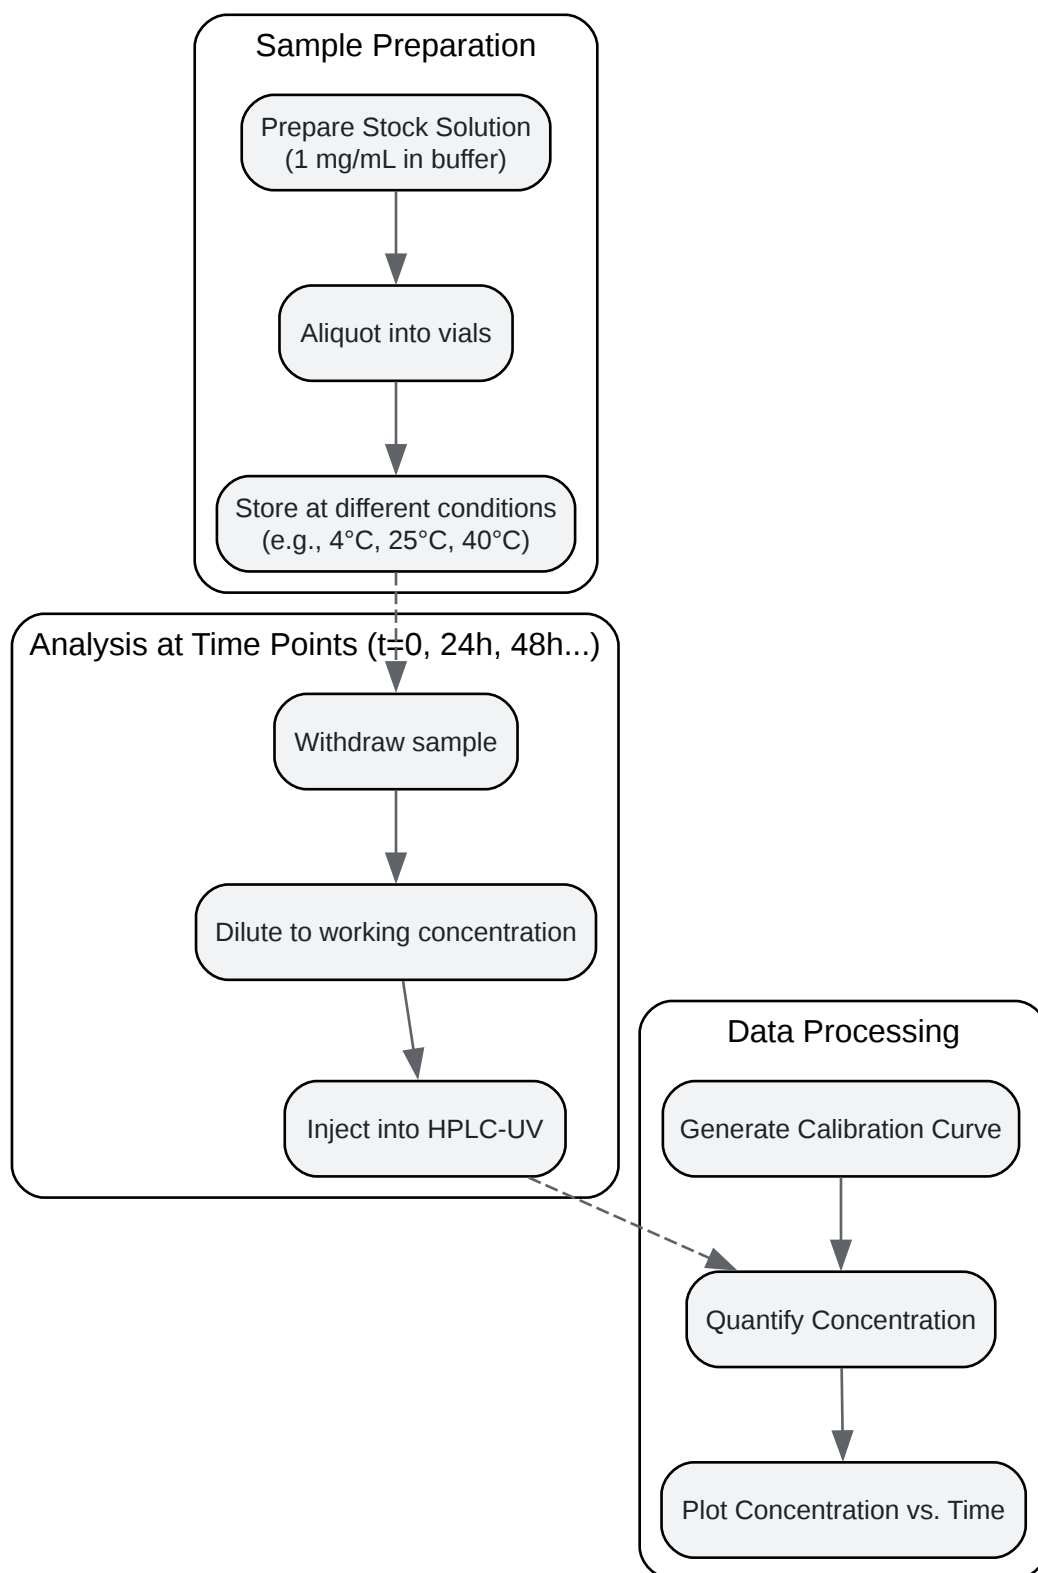 Sample Preparation
Prepare Stock Solution
(1 mg/mL in buffer)
Aliquot into vials
Store at different conditions
(e.g., 4°C, 25°C, 40°C)
Analysis at Time Points (t=0, 24h, 48h...)
Withdraw sample
Dilute to working concentration
Inject into HPLC-UV
Data Processing
Generate Calibration Curve
Quantify Concentration
Plot Concentration vs. Time